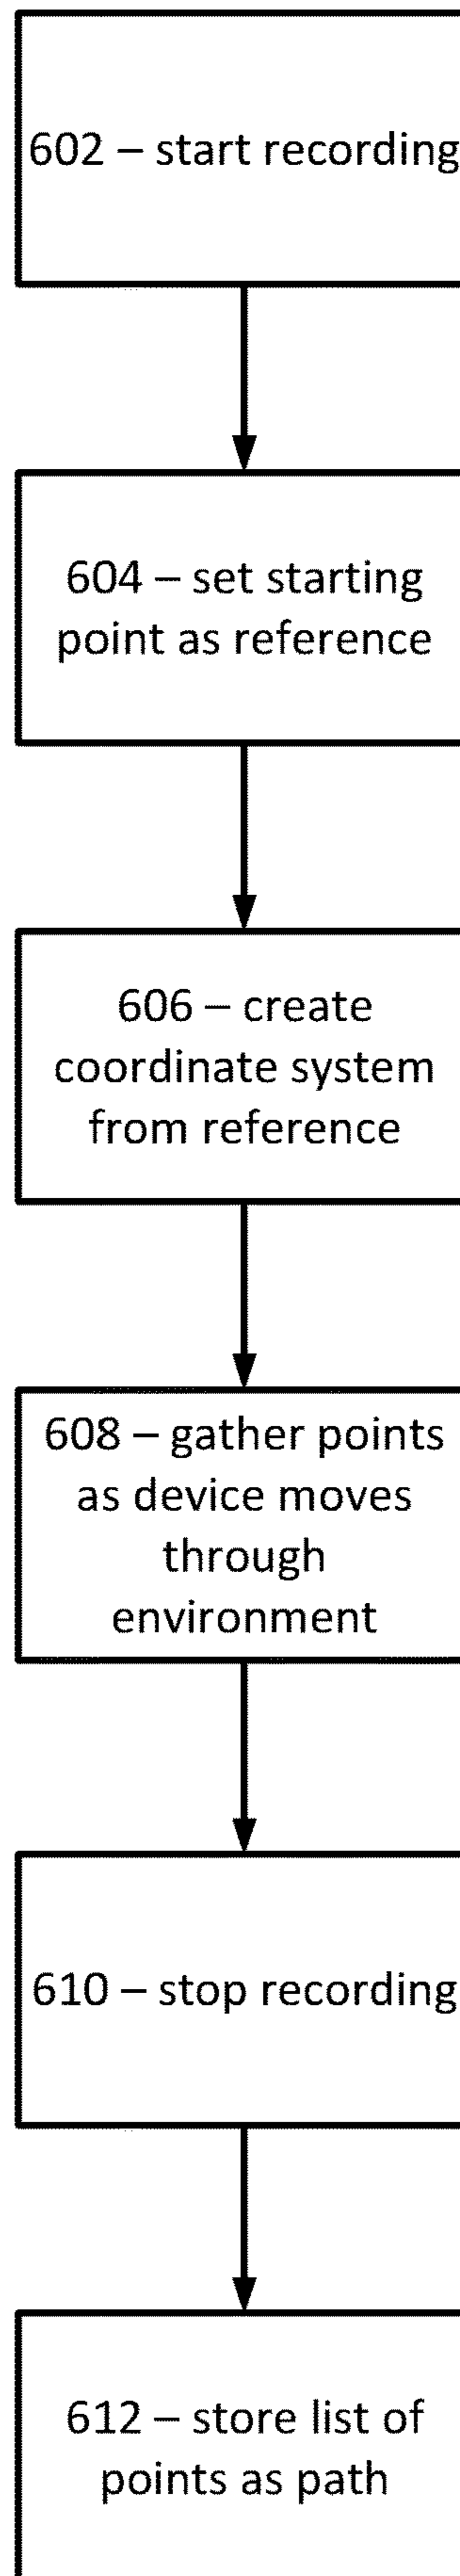 602 – start recording
604 – set starting
point as reference
606 – create
coordinate system
from reference
608 – gather points
as device moves
through
environment
610 – stop recording
612 – store list of
points as path